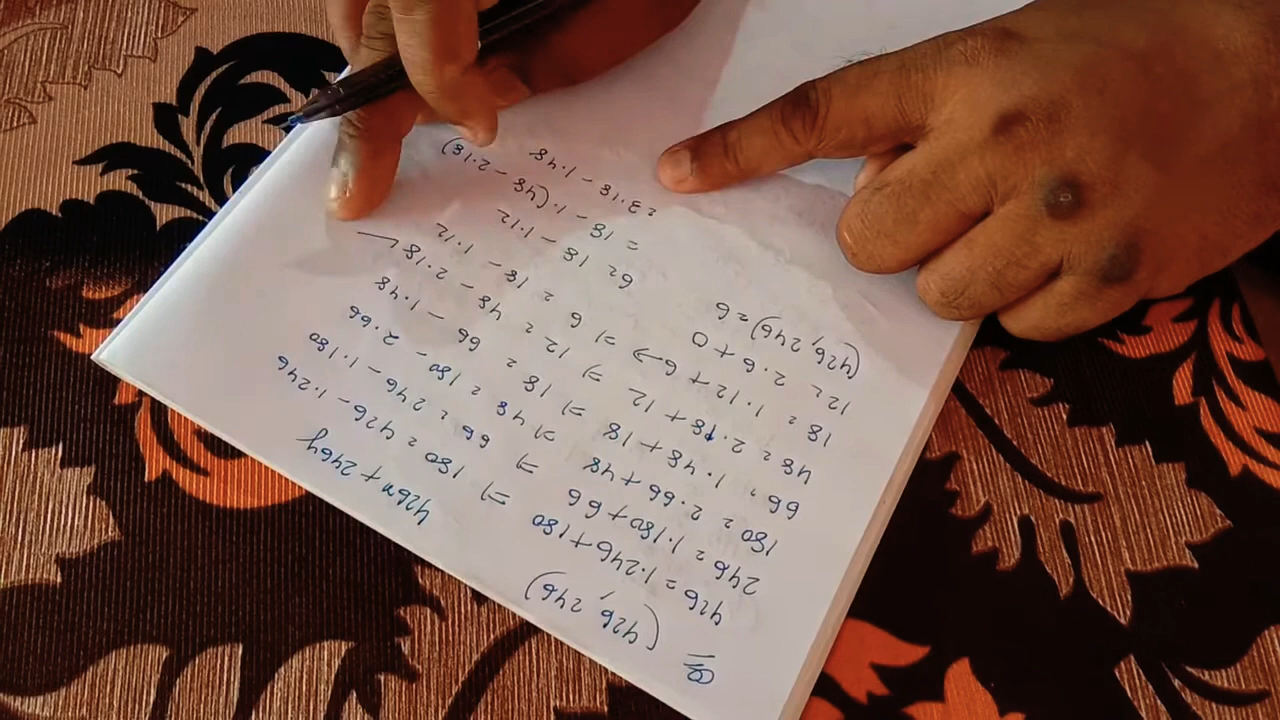 Q (426, 246) 426x + 246y
426 = 1.246 + 180 ⇒ 180 = 426 - 1.246
246 = 1.180 + 66 ⇒ 66 = 246 - 1.180
180 = 2.66 + 48 ⇒ 48 = 180 - 2.66
66 = 1.48 + 18 ⇒ 18 = 66 - 1.48
48 = 2.18 + 12 ⇒ 12 = 48 - 2.18
18 = 1.12 + 6 → ⇒ 6 = 18 - 1.12
12 = 2.6 + 0
(426, 246) = 6
6 = 18 - 1.12
= 18 - 1.(48 - 2.18)
= 3.18 - 1.48